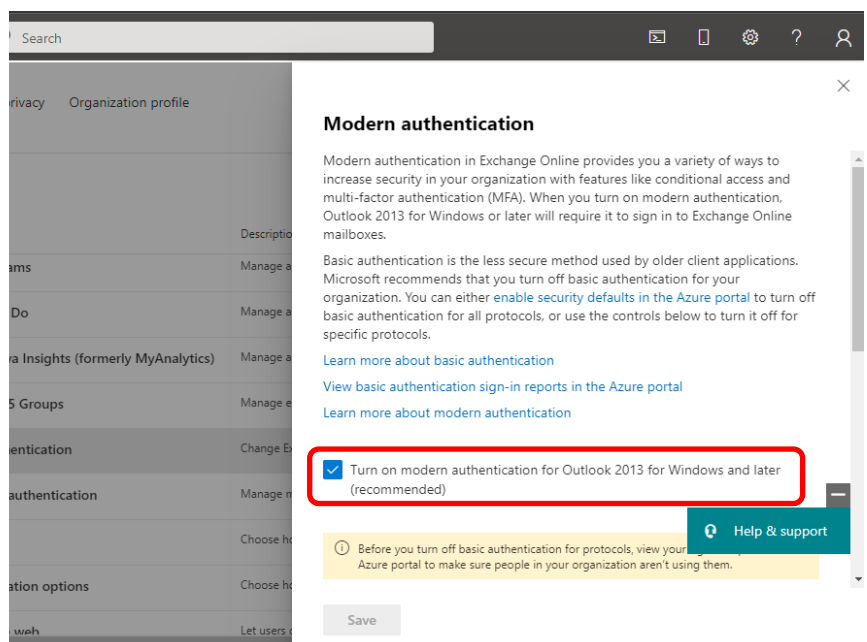 Search
rivacy Organization profile
Modern authentication
Modern authentication in Exchange Online provides you a variety of ways to
increase security in your organization with features like conditional access and
multi-factor authentication (MFA). When you turn on modern authentication,
Outlook 2013 for Windows or later will require it to sign in to Exchange Online
mailboxes.
Basic authentication is the less secure method used by older client applications.
Microsoft recommends that you turn off basic authentication for your
organization. You can either enable security defaults in the Azure portal to turn off
basic authentication for all protocols, or use the controls below to turn it off for
specific protocols.
Learn more about basic authentication
View basic authentication sign-in reports in the Azure portal
Learn more about modern authentication
Turn on modern authentication for Outlook 2013 for Windows and later
(recommended)
Help & support
Before you turn off basic authentication for protocols, view your
Azure portal to make sure people in your organization aren't using them.
Save
Descriptio
ams Manage a
Do Manage a
va Insights (formerly MyAnalytics) Manage a
5 Groups Manage e
entication Change Ex
authentication Manage m
Choose ho
ation options Choose ho
web Let users